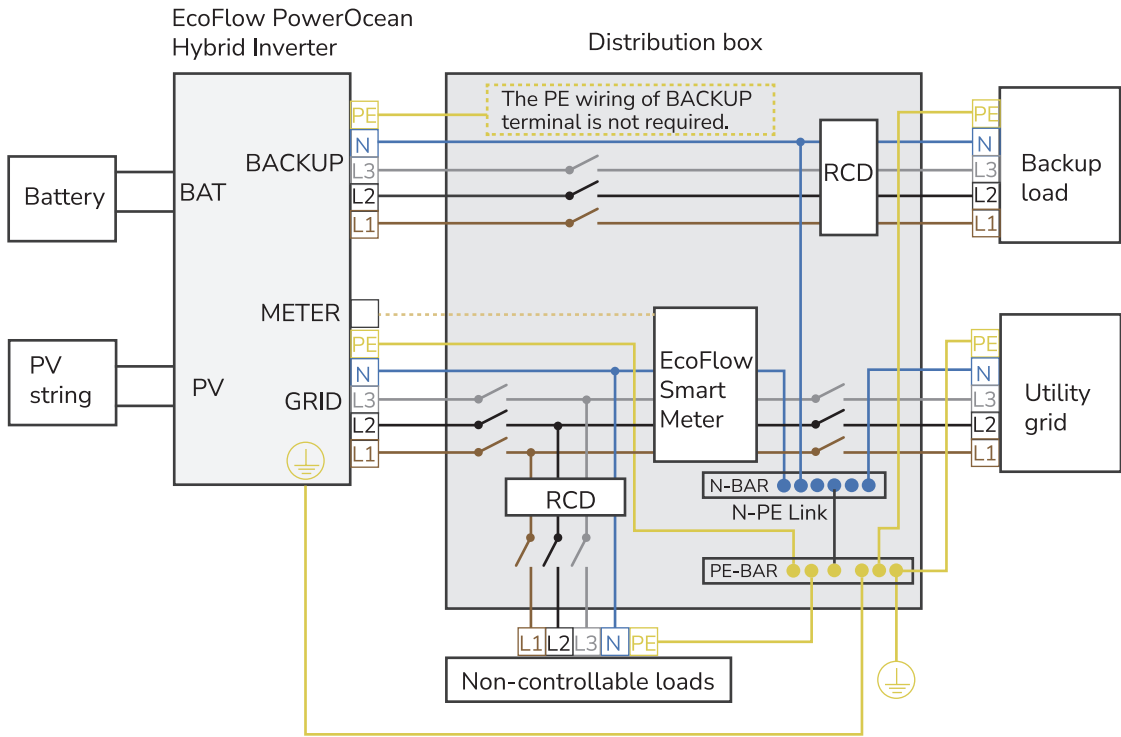 EcoFlow PowerOcean
Hybrid Inverter
Distribution box
The PE wiring of BACKUP
terminal is not required.
PE
N
L3
L2
L1
BACKUP
BAT
Battery
RCD
PE
N
L3
L2
L1
Backup
load
METER
PV
string
PV
GRID
PE
N
L3
L2
L1
EcoFlow
Smart
Meter
PE
N
L3
L2
L1
Utility
grid
RCD
N-BAR
N-PE Link
PE-BAR
L1 L2 L3 N PE
Non-controllable loads